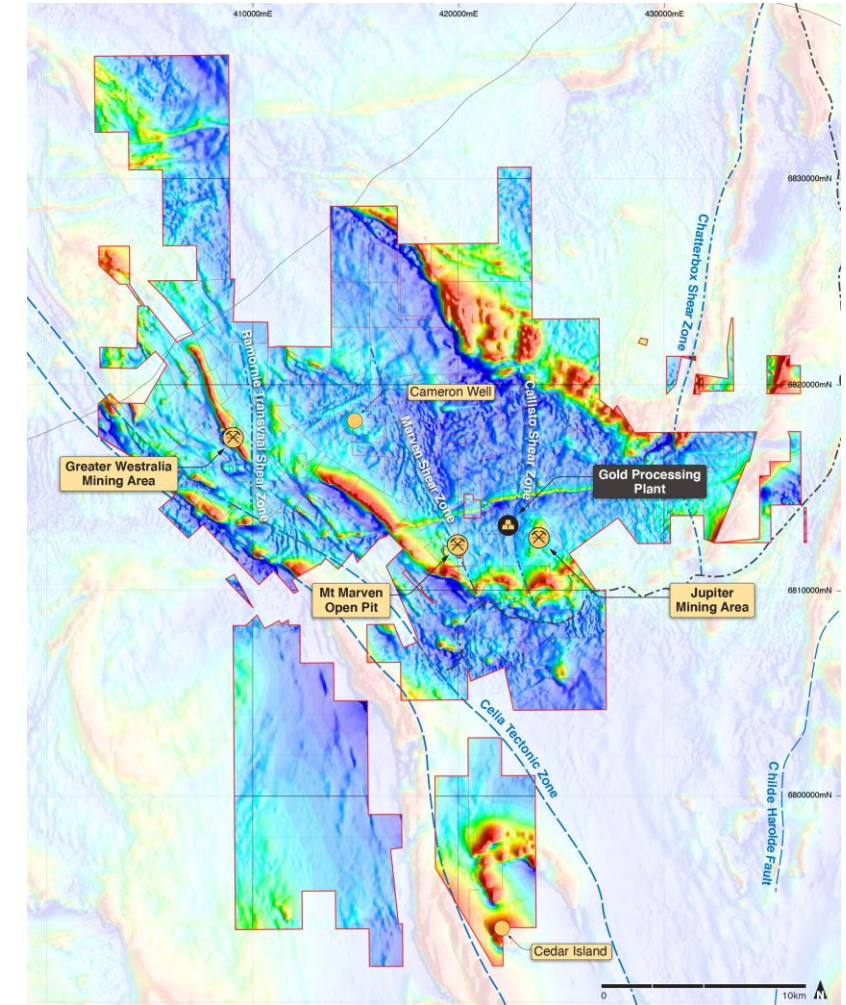 410000mE
420000mE
430000mE
6830000mN
Chatterbox Shear Zone
Ramornie Transvaal Shear Zone
6820000mN
Cameron Well
Marven Shear Zone
Callisto Shear Zone
Greater Westralia
Mining Area
Gold Processing
Plant
Mt Marven
Open Pit
Jupiter
Mining Area
6810000mN
Celia Tectonic Zone
6800000mN
Childe Harolde Fault
Cedar Island
0
10km
N